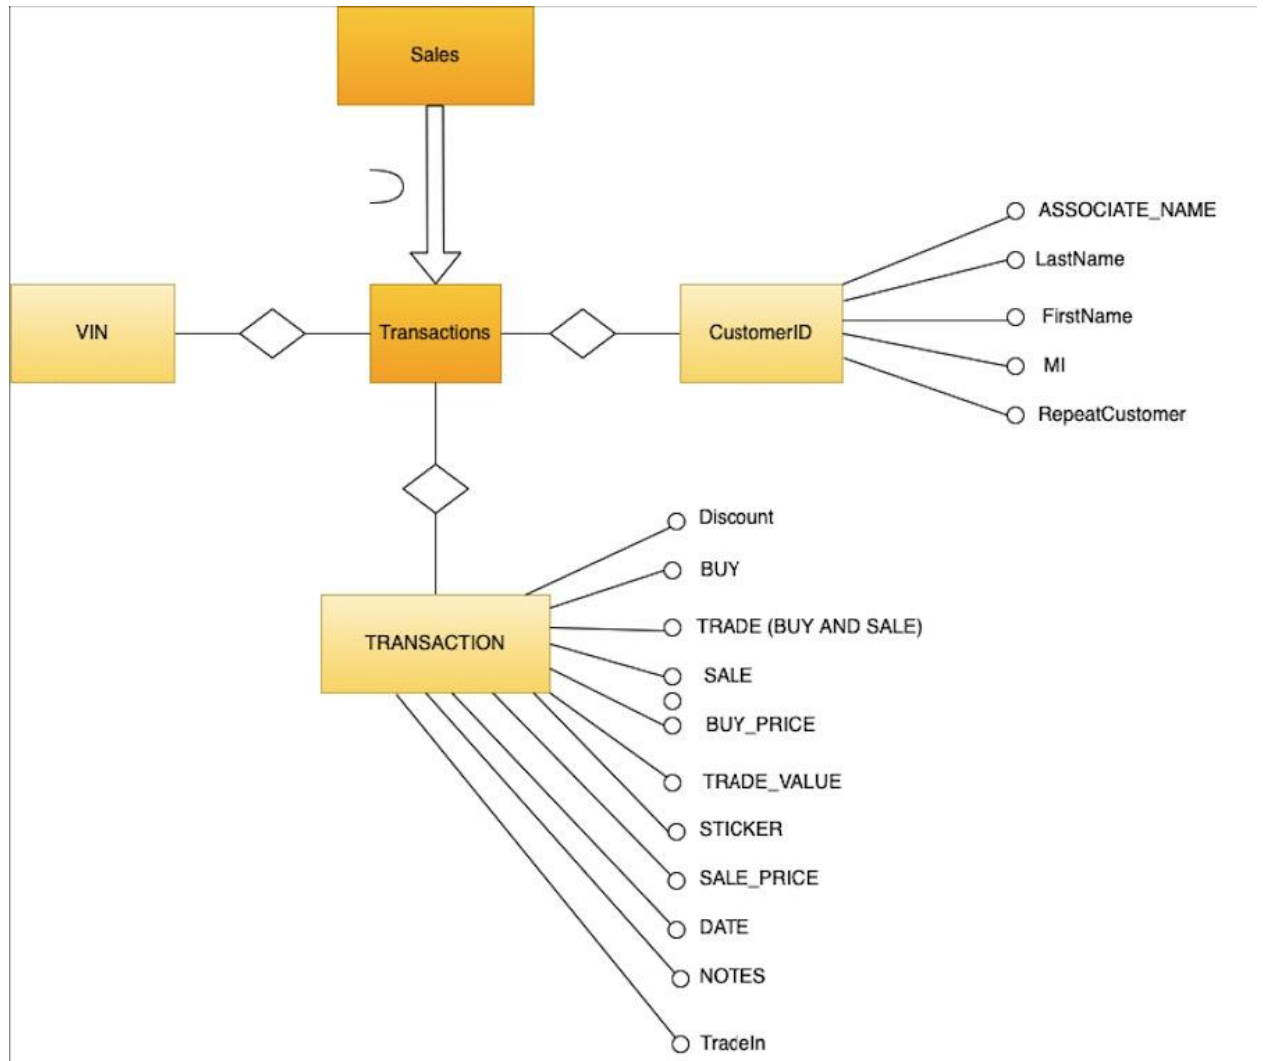 Sales
VIN
Transactions
CustomerID
ASSOCIATE_NAME
LastName
FirstName
MI
RepeatCustomer
TRANSACTION
Discount
BUY
TRADE (BUY AND SALE)
SALE
BUY_PRICE
TRADE_VALUE
STICKER
SALE_PRICE
DATE
NOTES
TradeIn